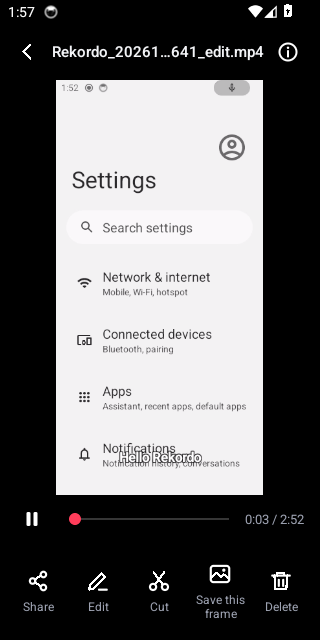 1:57
Rekordo_20261...641_edit.mp4
1:52
Settings
Search settings
Network & internet
Mobile, Wi-Fi, hotspot
Connected devices
Bluetooth, pairing
Apps
Assistant, recent apps, default apps
Notifications
Hello Rekordo
Notification history, conversations
0:03 / 2:52
Share
Edit
Cut
Save this
frame
Delete